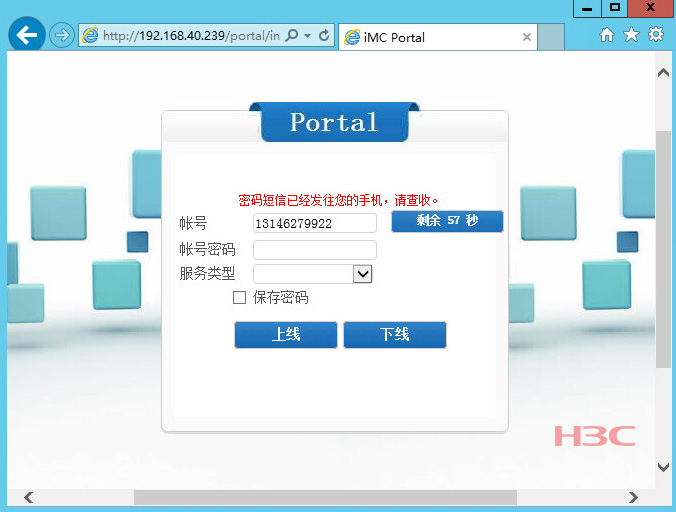 http://192.168.40.239/portal/in
iMC Portal
Portal
密码短信已经发往您的手机，请查收。
帐号 13146279922 剩余 57 秒
帐号密码
服务类型
保存密码
上线 下线
H3C